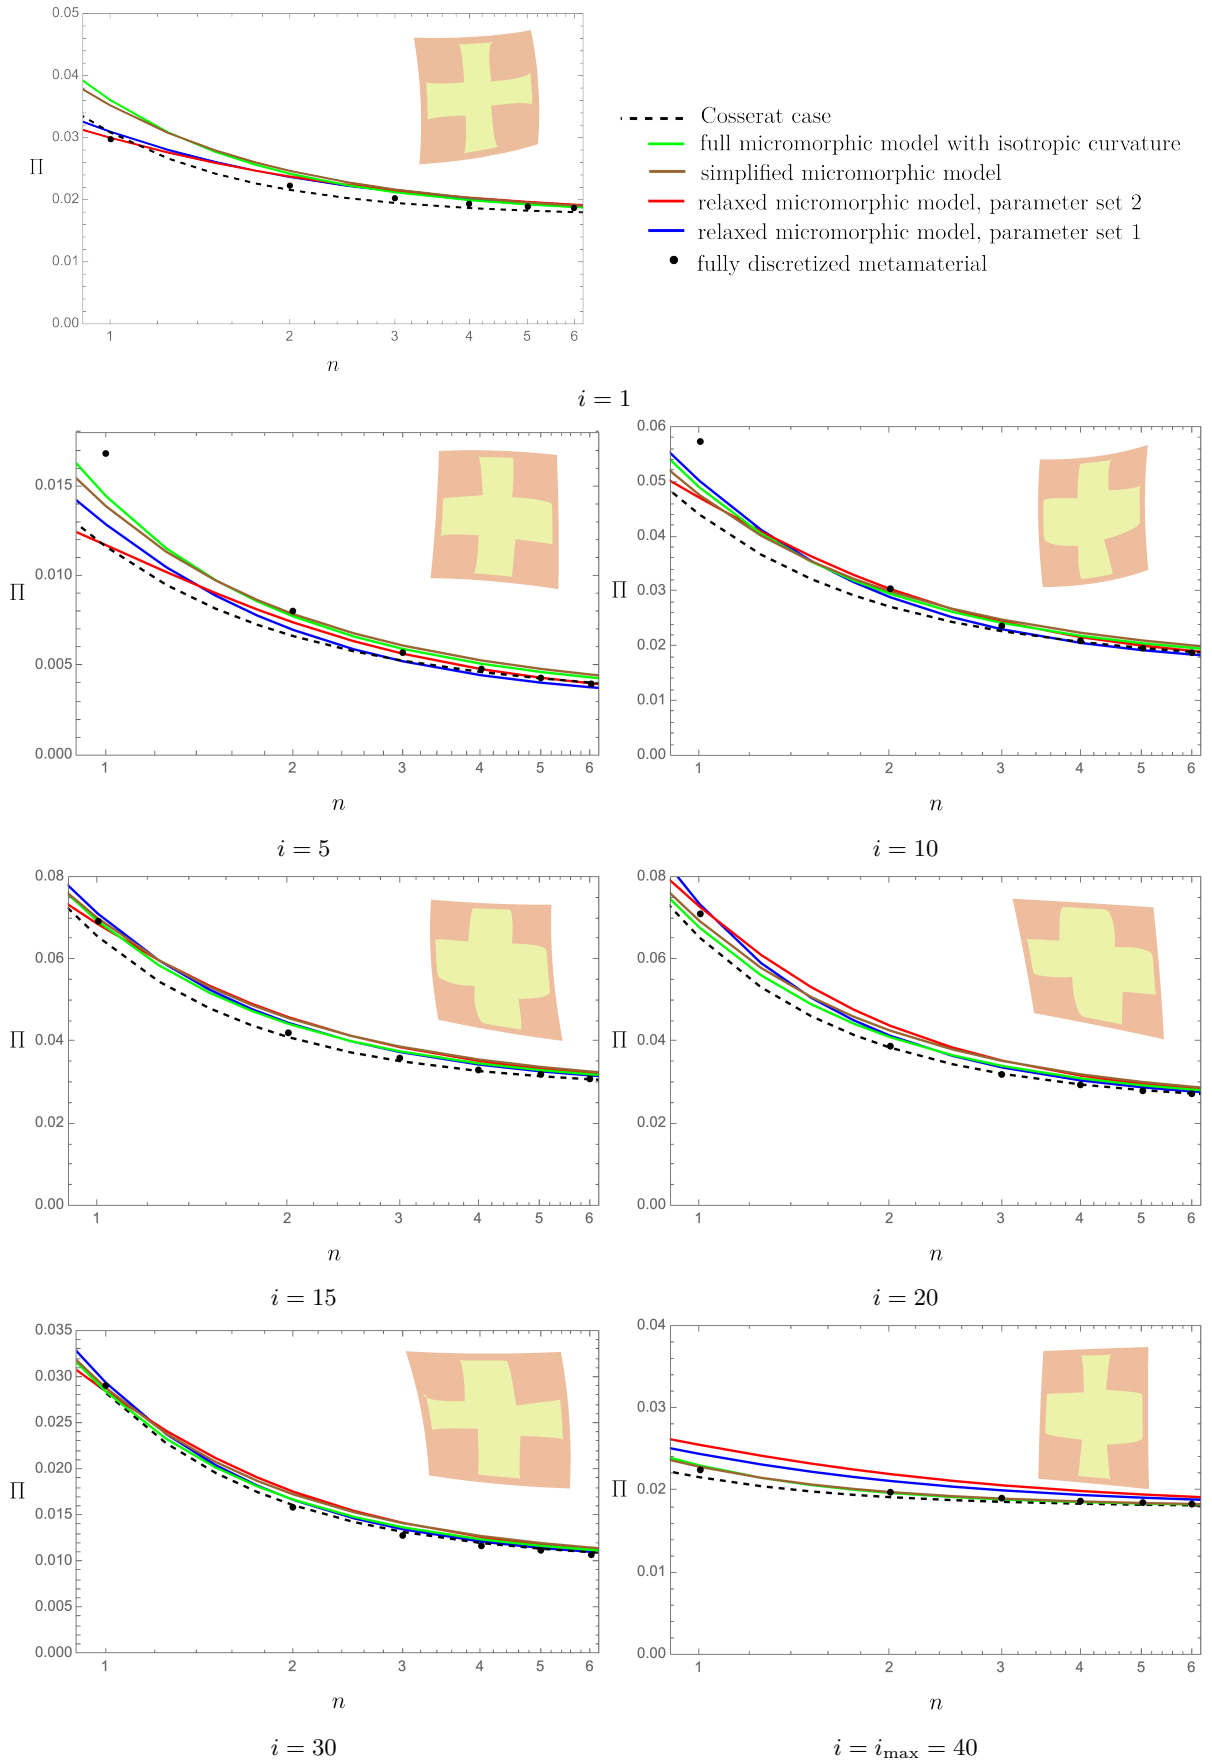 0.05
0.04
0.03
Π
0.02
0.01
0.00
1 2 3 4 5 6
n
Cosserat case
full micromorphic model with isotropic curvature
simplified micromorphic model
relaxed micromorphic model, parameter set 2
relaxed micromorphic model, parameter set 1
fully discretized metamaterial
i = 1
0.015
0.010
Π
0.005
0.000
1 2 3 4 5 6
n
i = 5
0.06
0.05
0.04
0.03
Π
0.02
0.01
0.00
1 2 3 4 5 6
n
i = 10
0.08
0.06
0.04
Π
0.02
0.00
1 2 3 4 5 6
n
i = 15
0.08
0.06
0.04
Π
0.02
0.00
1 2 3 4 5 6
n
i = 20
0.035
0.030
0.025
0.020
Π
0.015
0.010
0.005
0.000
1 2 3 4 5 6
n
i = 30
0.04
0.03
0.02
Π
0.01
0.00
1 2 3 4 5 6
n
i = i_max = 40